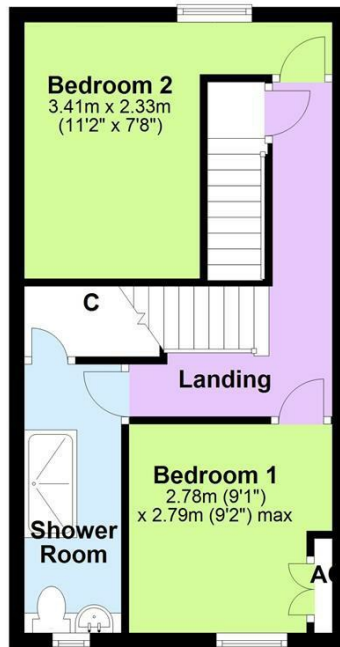 Bedroom 2
3.41m x 2.33m
(11'2" x 7'8")
C
Landing
Bedroom 1
2.78m (9'1")
x 2.79m (9'2") max
Shower
Room